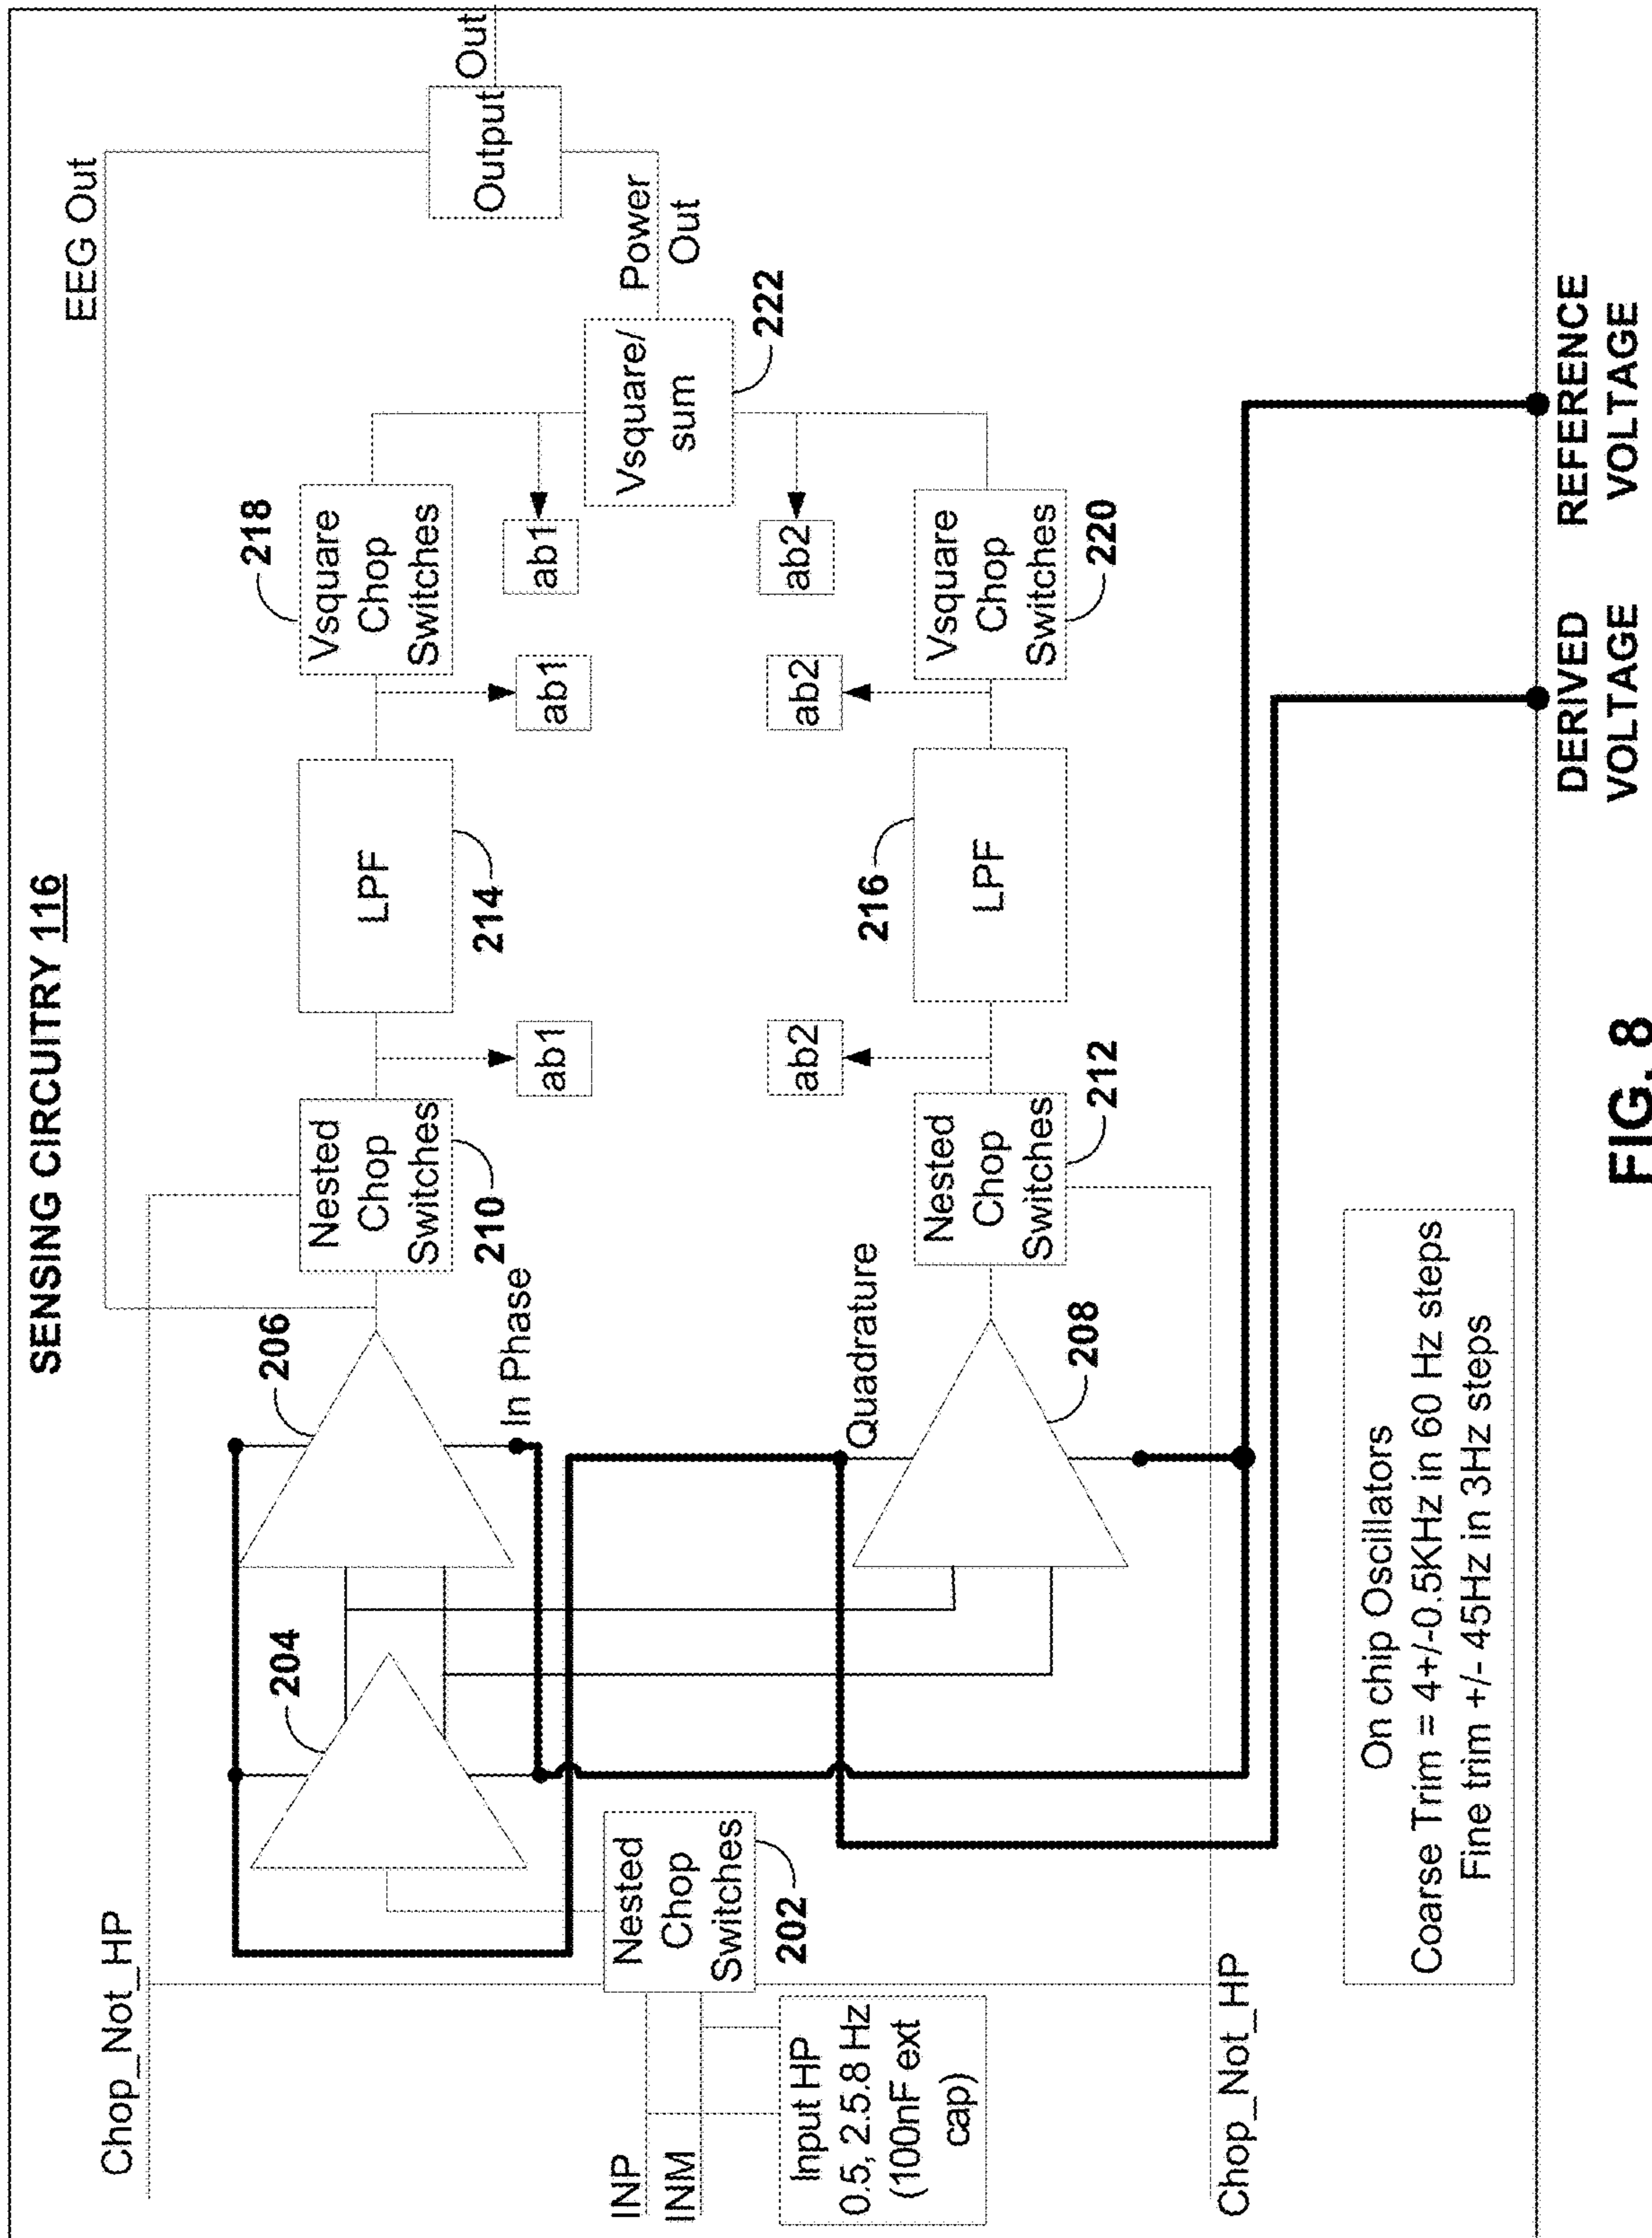 SENSING CIRCUITRY 116
Chop_Not_HP
EEG Out
204
206
In Phase
Nested
Chop
Switches
210
ab1
LPF
214
ab1
Vsquare
Chop
Switches
218
ab1
Output
Out
Power
Out
Vsquare/
sum
222
INP
INM
Nested
Chop
Switches
202
Input HP
0.5, 2.5.8 Hz
(100nF ext
cap)
Quadrature
208
Nested
Chop
Switches
212
ab2
LPF
216
ab2
Vsquare
Chop
Switches
220
ab2
Chop_Not_HP
On chip Oscillators
Coarse Trim = 4+/-0.5KHz in 60 Hz steps
Fine trim +/- 45Hz in 3Hz steps
DERIVED
VOLTAGE
REFERENCE
VOLTAGE
FIG. 8